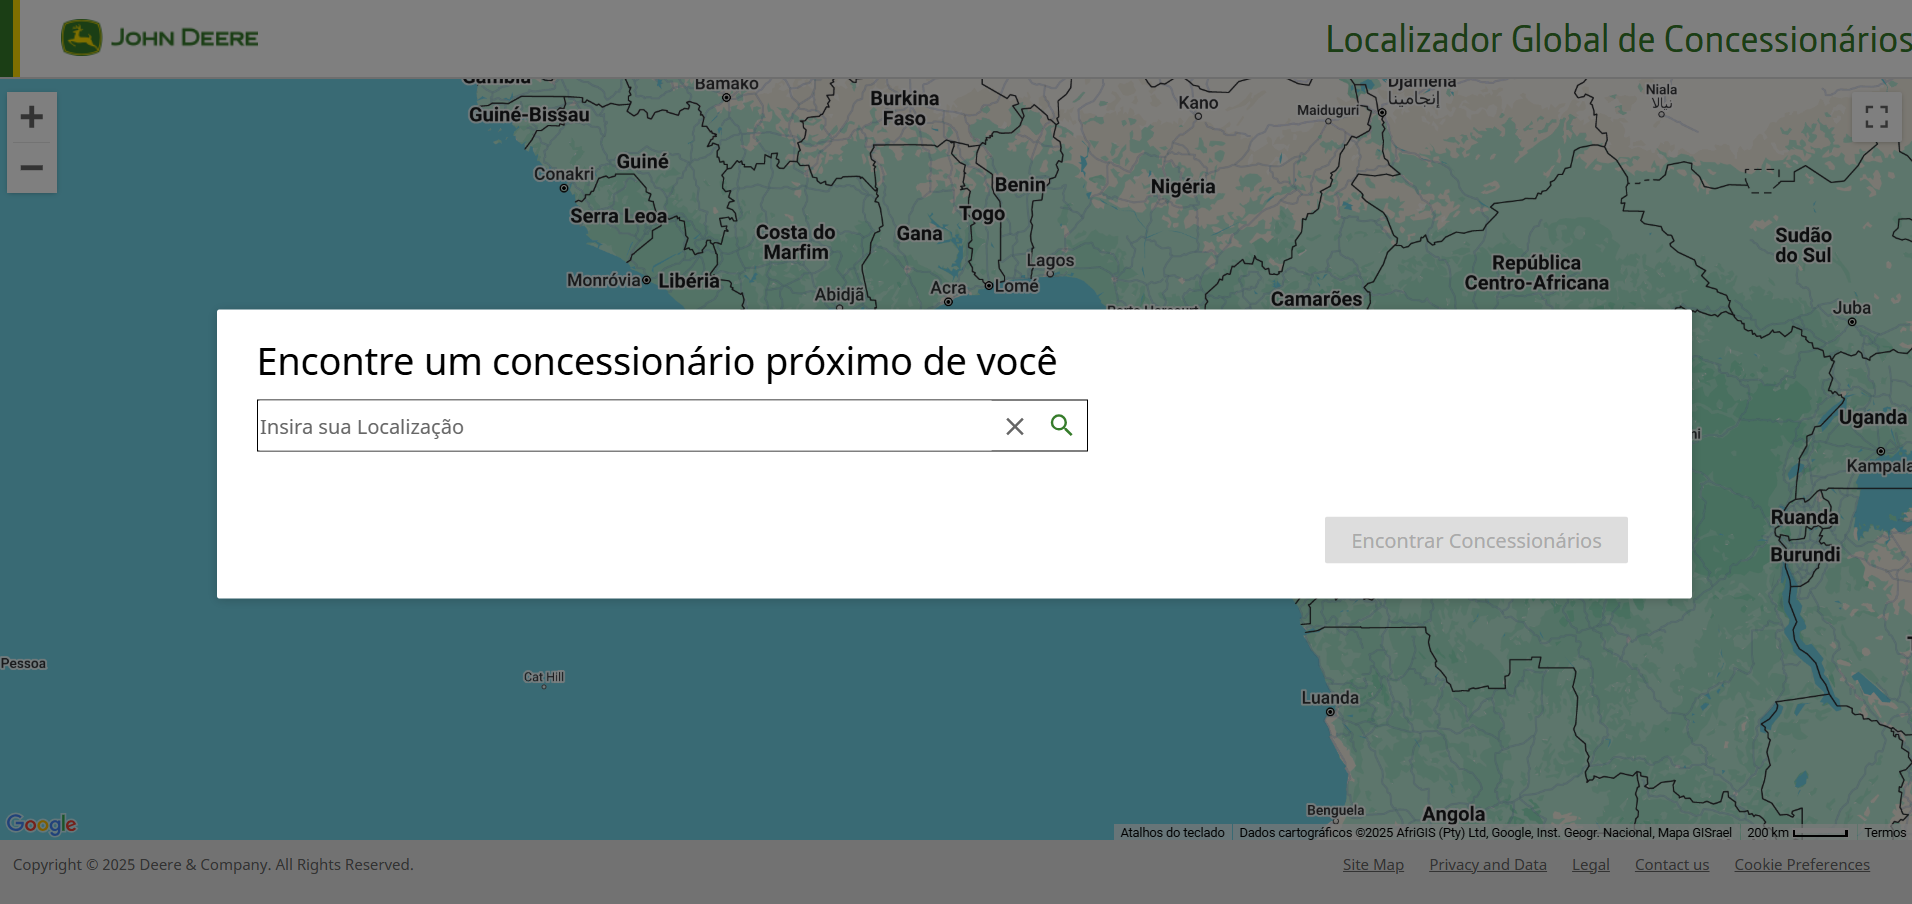 JOHN DEERE
Localizador Global de Concessionários
Gambia
Bamako
Burkina
Faso
Kano
Maiduguri
Djamena
إنجامينا
Niala
نيالا
Guiné-Bissau
Guiné
Conakri
Benin
Nigéria
Serra Leoa
Togo
Costa do
Marfim
Gana
Sudão
do Sul
Lagos
República
Centro-Africana
Monróvia
Libéria
Abidjã
Acra
Lomé
Camarões
Juba
Encontre um concessionário próximo de você
Insira sua Localização
Uganda
Kampala
Ruanda
Encontrar Concessionários
Burundi
Pessoa
Cat Hill
Luanda
Benguela
Angola
Google
Atalhos do teclado
Dados cartográficos ©2025 AfriGIS (Pty) Ltd, Google, Inst. Geogr. Nacional, Mapa GISrael
200 km
Termos
Copyright © 2025 Deere & Company. All Rights Reserved.
Site Map
Privacy and Data
Legal
Contact us
Cookie Preferences